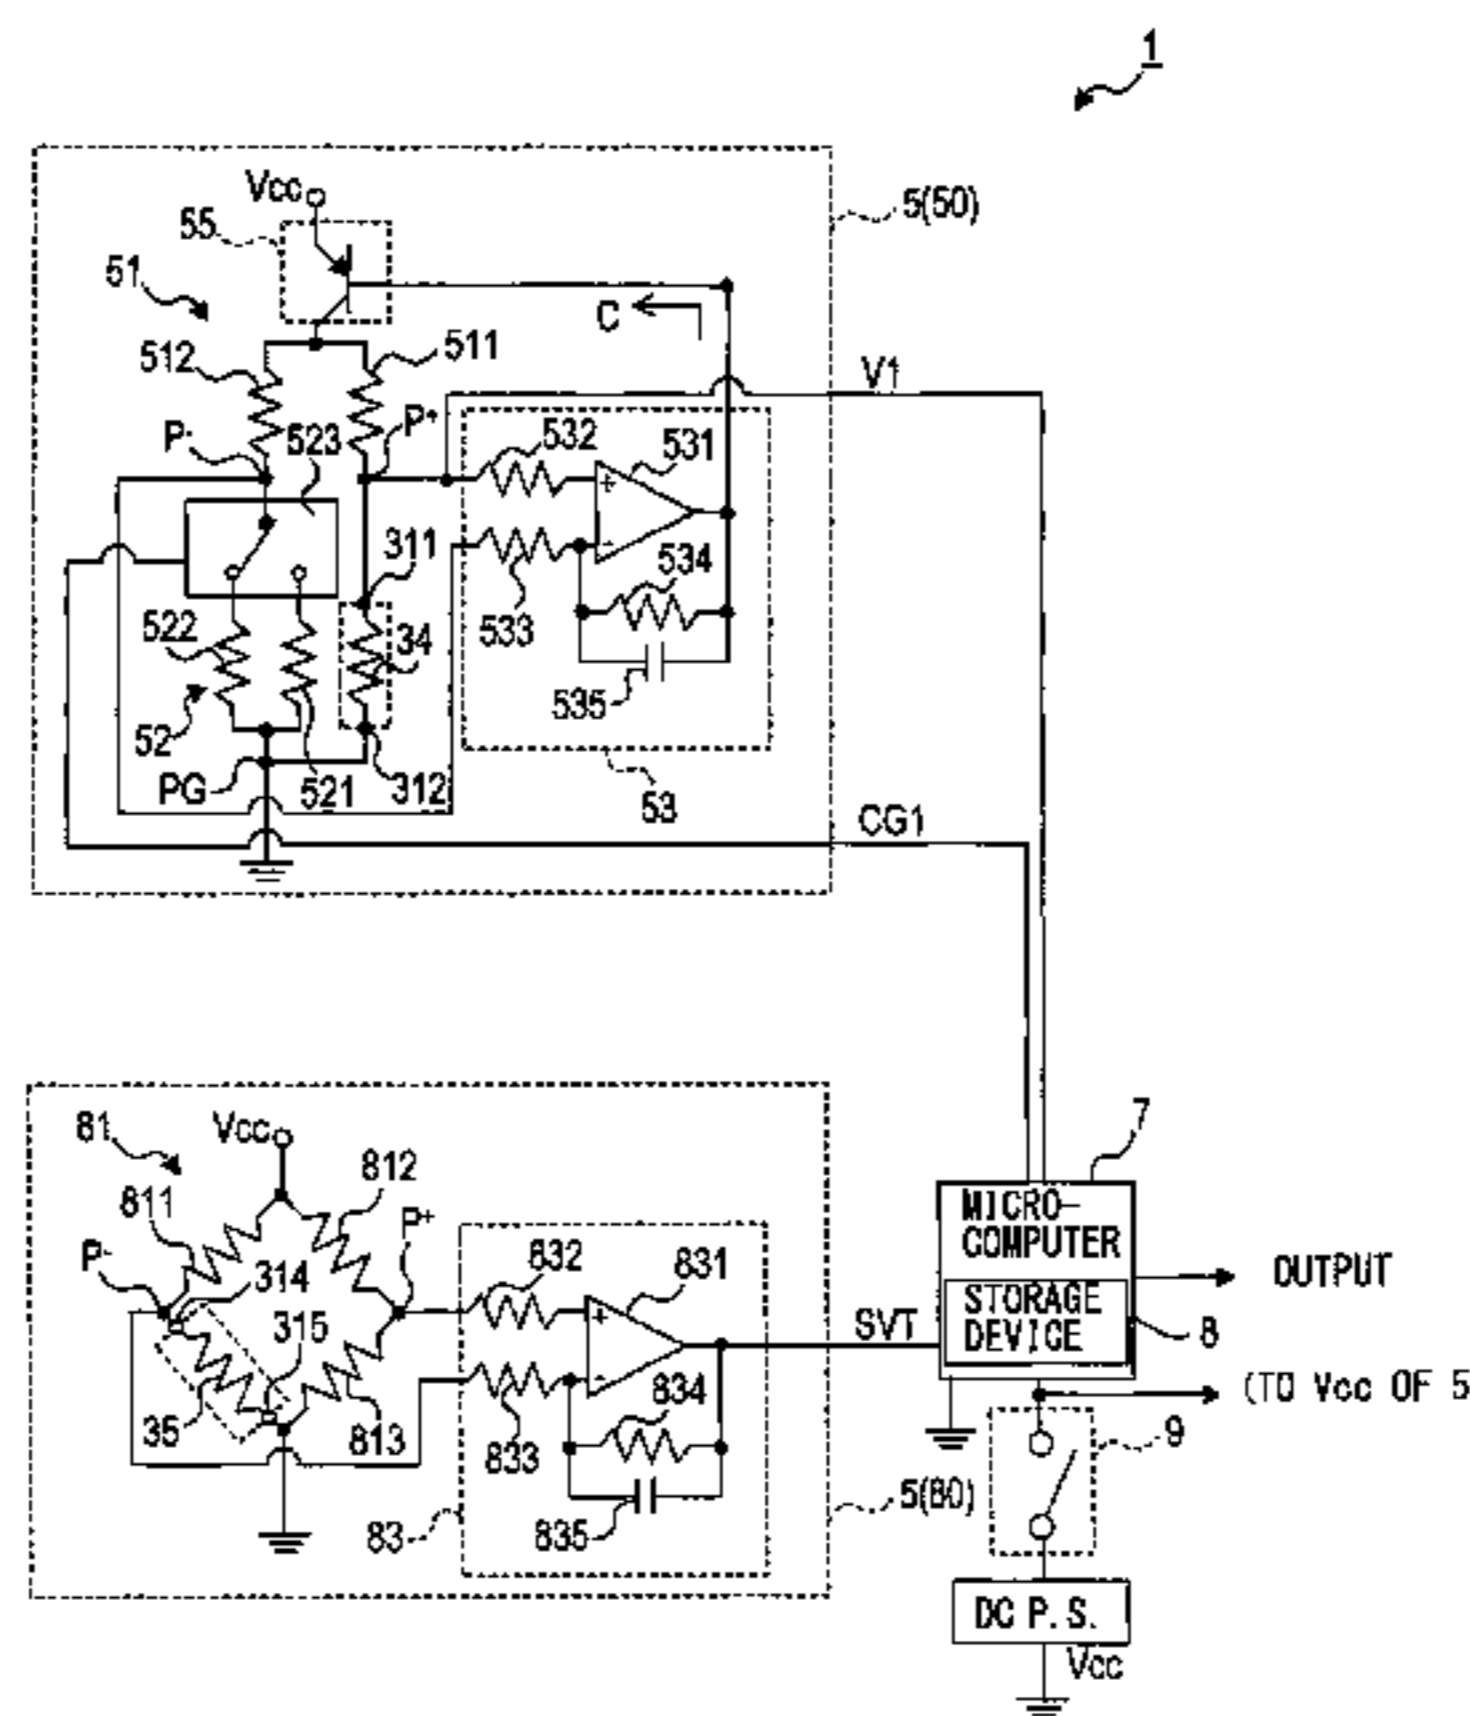 1
Vcc
55
5(50)
51
C
512
511
V1
P-
523
P+
532
531
311
534
522
34
533
535
52
PG
521
312
53
CG1
81
Vcc
812
7
811
P+
MICRO-
COMPUTER
P-
314
832
831
OUTPUT
315
STORAGE
DEVICE
SVT
8
834
(TO Vcc OF 5
35
813
833
9
5(80)
83
835
DC P.S.
Vcc